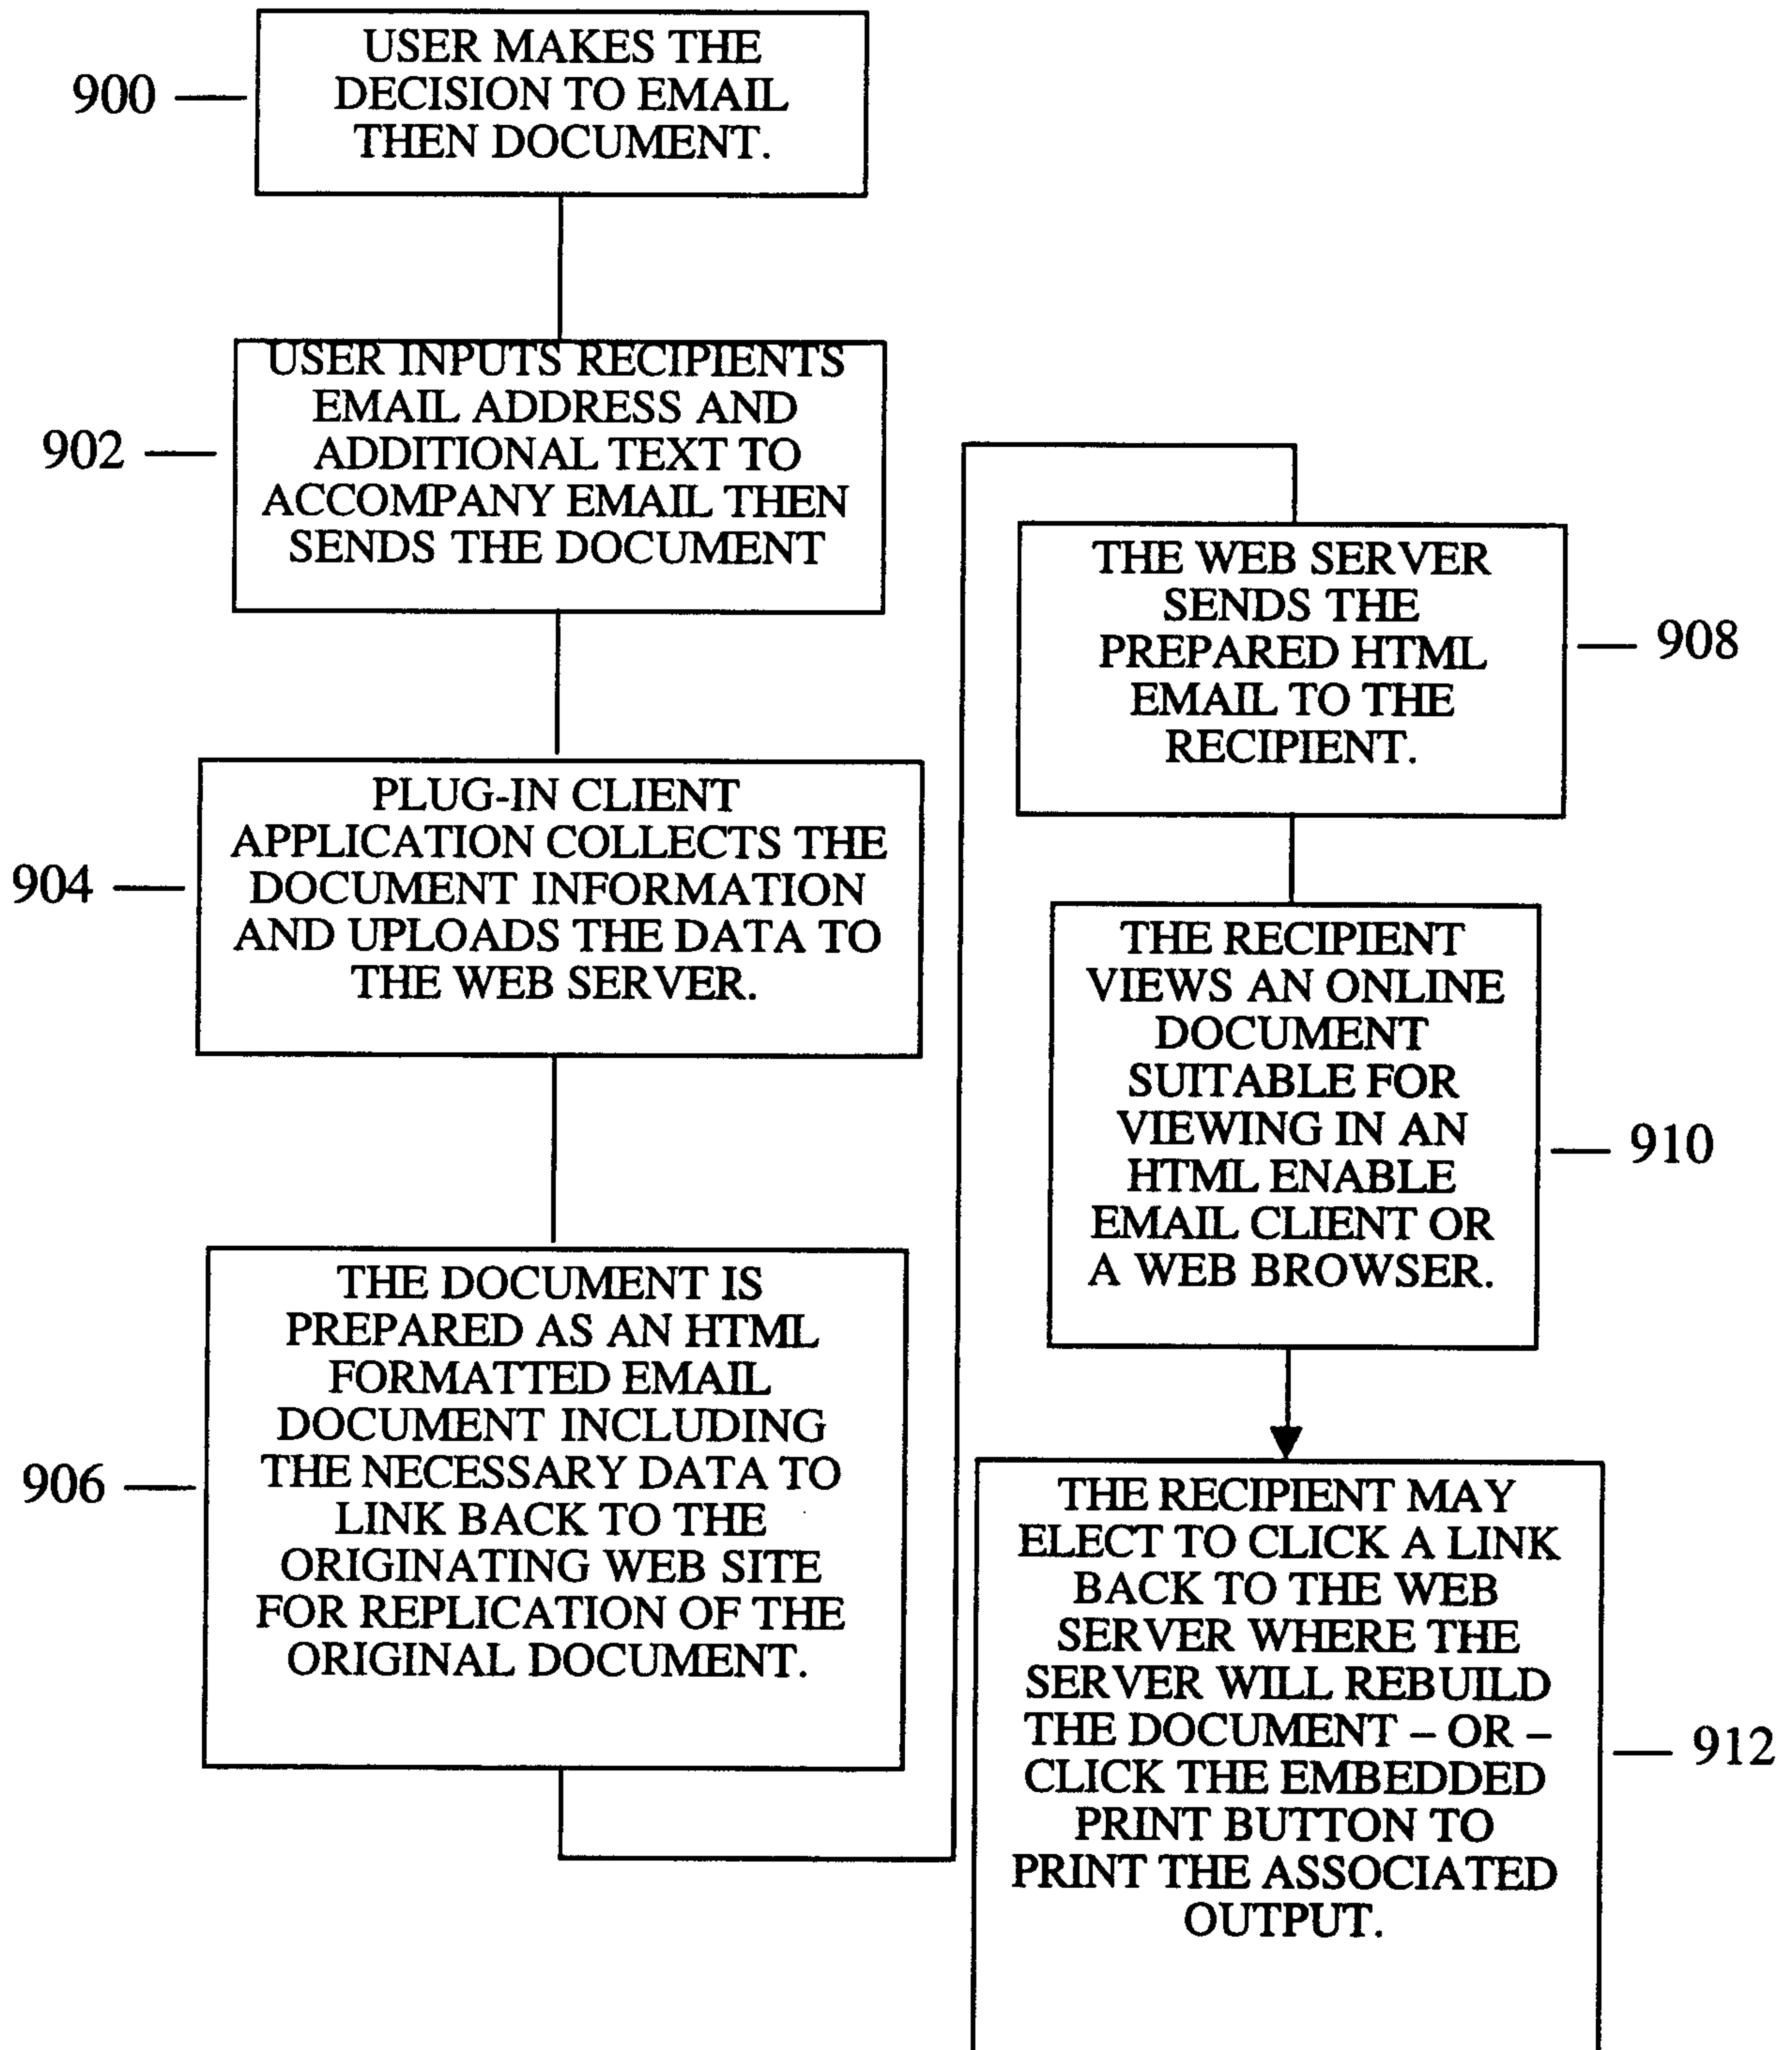 900
USER MAKES THE
DECISION TO EMAIL
THEN DOCUMENT.
902
USER INPUTS RECIPIENTS
EMAIL ADDRESS AND
ADDITIONAL TEXT TO
ACCOMPANY EMAIL THEN
SENDS THE DOCUMENT
904
PLUG-IN CLIENT
APPLICATION COLLECTS THE
DOCUMENT INFORMATION
AND UPLOADS THE DATA TO
THE WEB SERVER.
906
THE DOCUMENT IS
PREPARED AS AN HTML
FORMATTED EMAIL
DOCUMENT INCLUDING
THE NECESSARY DATA TO
LINK BACK TO THE
ORIGINATING WEB SITE
FOR REPLICATION OF THE
ORIGINAL DOCUMENT.
THE WEB SERVER
SENDS THE
PREPARED HTML
EMAIL TO THE
RECIPIENT.
908
THE RECIPIENT
VIEWS AN ONLINE
DOCUMENT
SUITABLE FOR
VIEWING IN AN
HTML ENABLE
EMAIL CLIENT OR
A WEB BROWSER.
910
THE RECIPIENT MAY
ELECT TO CLICK A LINK
BACK TO THE WEB
SERVER WHERE THE
SERVER WILL REBUILD
THE DOCUMENT – OR –
CLICK THE EMBEDDED
PRINT BUTTON TO
PRINT THE ASSOCIATED
OUTPUT.
912